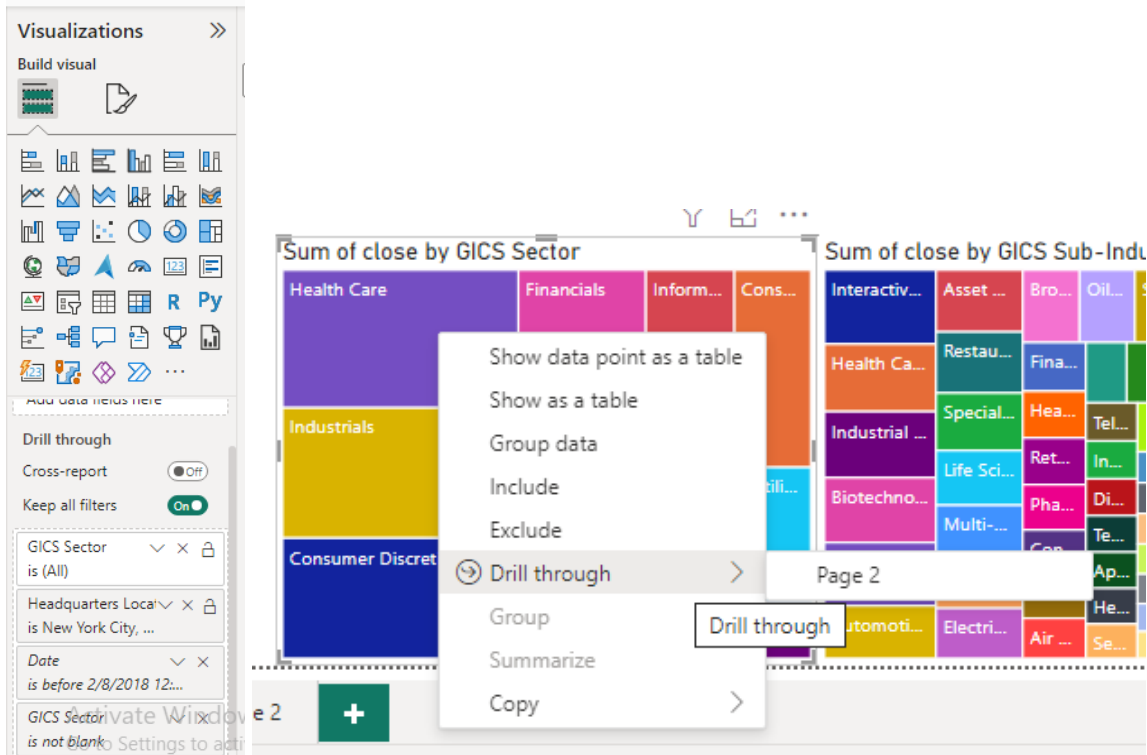 Visualizations
Build visual
123
R
Py
123
...
Add data fields here
Drill through
Cross-report
Off
Keep all filters
On
GICS Sector
is (All)
Headquarters Locat
is New York City, ...
Date
is before 2/8/2018 12:...
GICS Sector
is not blank
Activate Window
Go to Settings to acti
...
Sum of close by GICS Sector
Health Care
Financials
Inform...
Cons...
Industrials
tili...
Consumer Discret
Show data point as a table
Show as a table
Group data
Include
Exclude
Drill through
Page 2
Group
Drill through
Summarize
Copy
Sum of close by GICS Sub-Indu
Interactiv...
Asset ...
Bro...
Oil...
S
Health Ca...
Restau...
Fina...
Industrial ...
Special...
Hea...
Tel...
Biotechno...
Life Sci...
Ret...
In...
Multi-...
Pha...
Di...
Con...
Te...
Ap...
utomoti...
Electri...
Air ...
He...
Se...
e 2
+